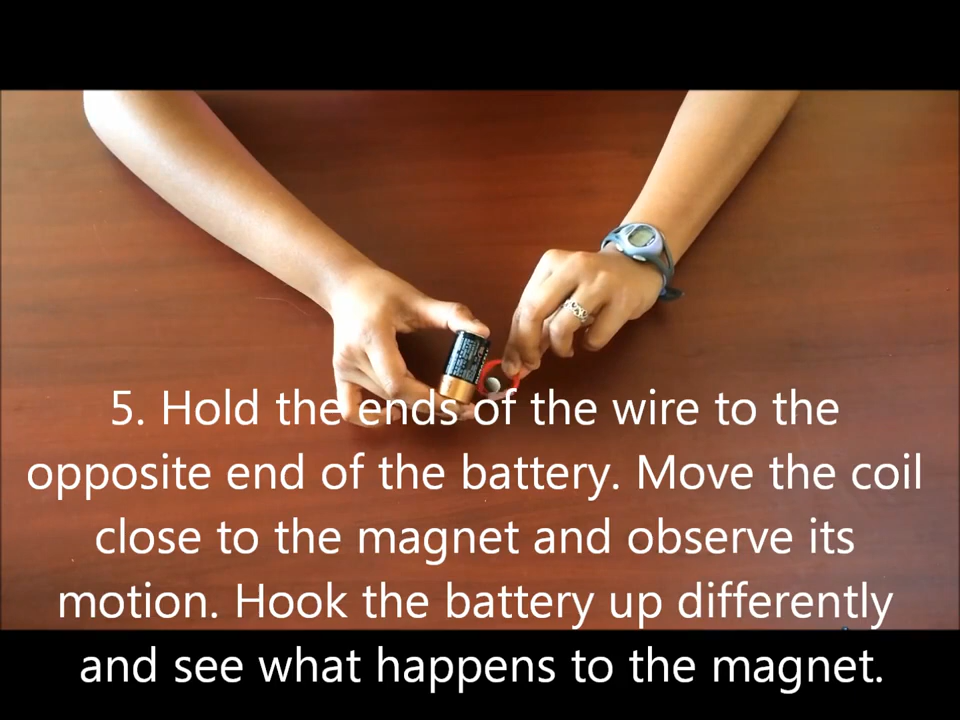 5. Hold the ends of the wire to the
opposite end of the battery. Move the coil
close to the magnet and observe its
motion. Hook the battery up differently
and see what happens to the magnet.